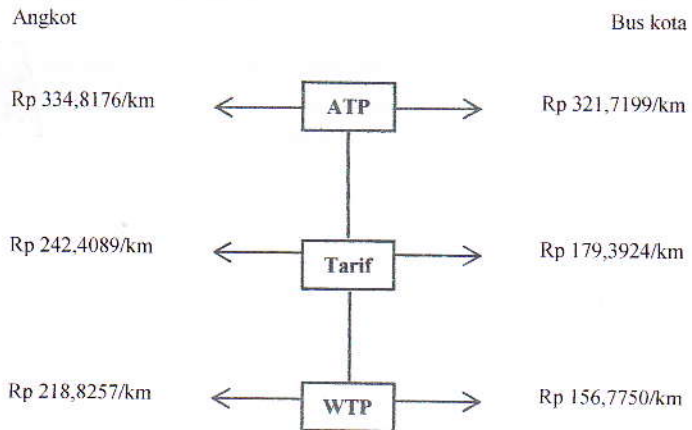 Angkot Bus kota
Rp 334,8176/km ATP Rp 321,7199/km
Rp 242,4089/km Tarif Rp 179,3924/km
Rp 218,8257/km WTP Rp 156,7750/km